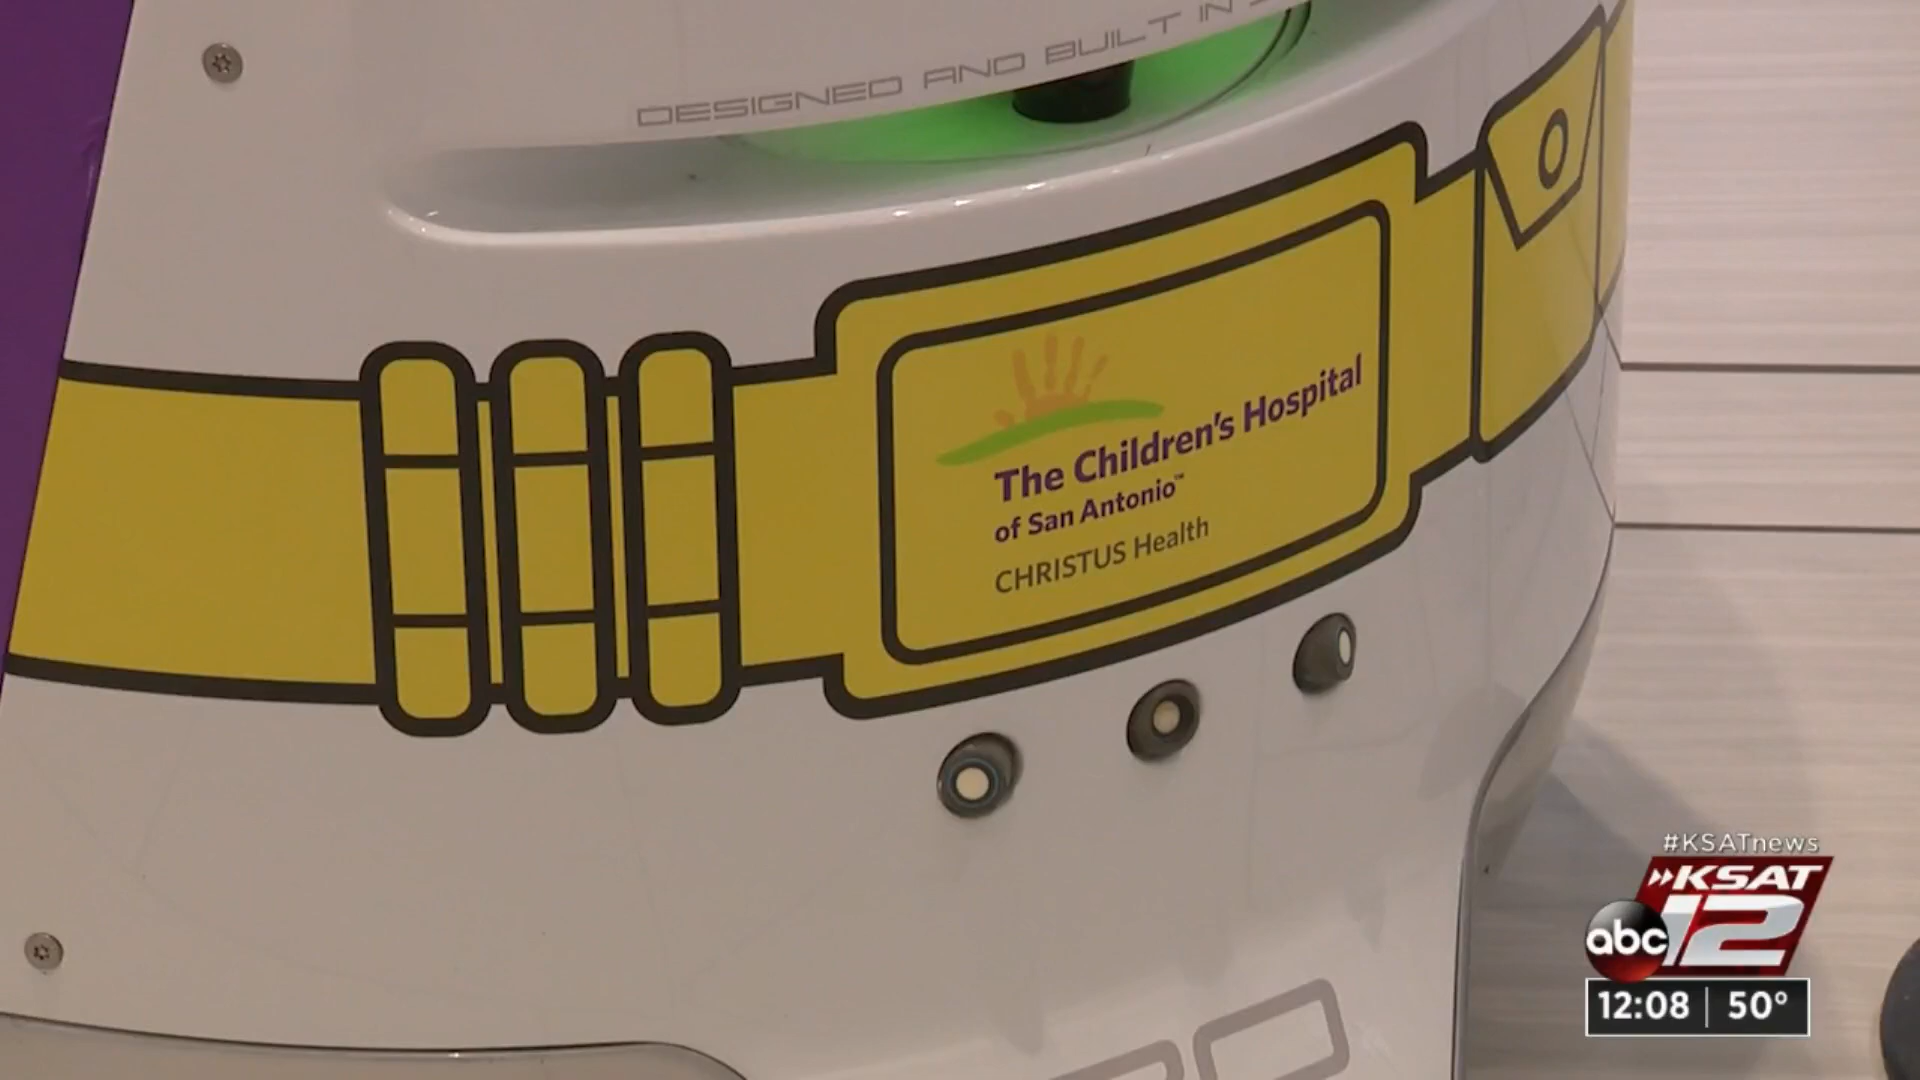 DESIGNED AND BUILT IN
The Children's Hospital
of San Antonio™
CHRISTUS Health
#KSATnews
KSAT
abc 12
12:08 50°